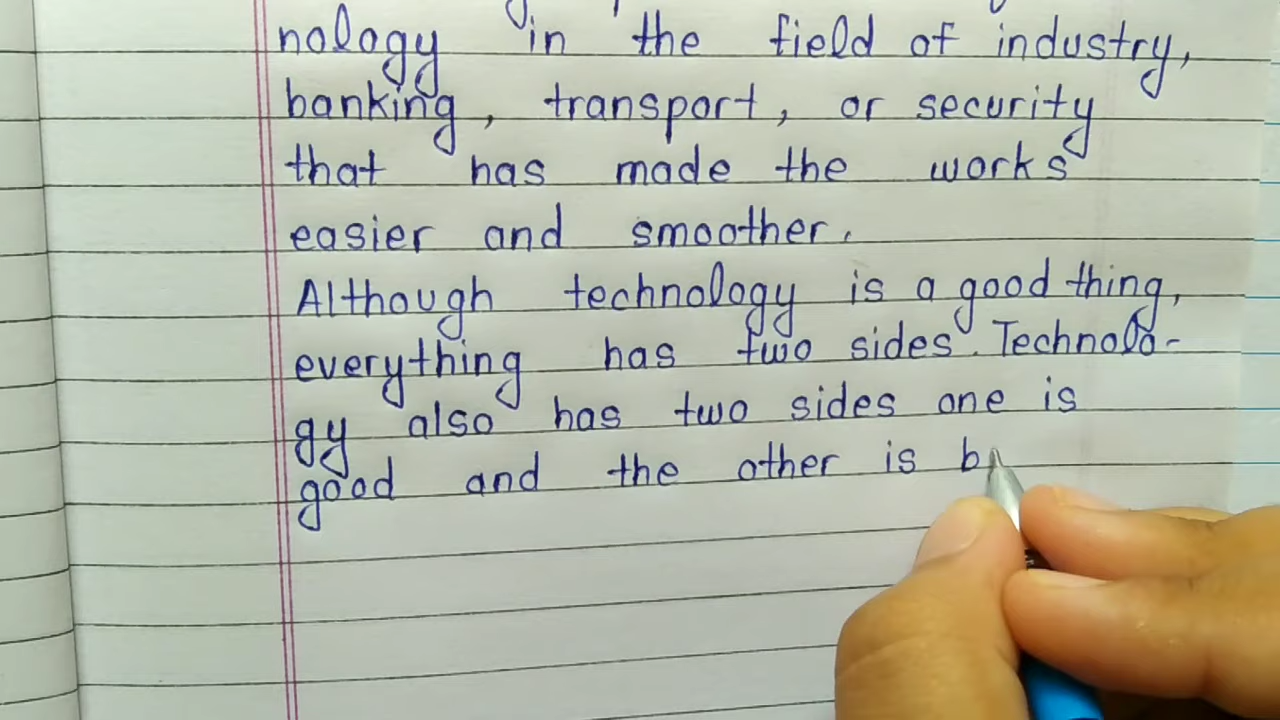 nology in the field of industry,
banking, transport, or security
that has made the works
easier and smoother.
Although technology is a good thing,
everything has two sides. Technolo-
gy also has two sides one is
good and the other is b